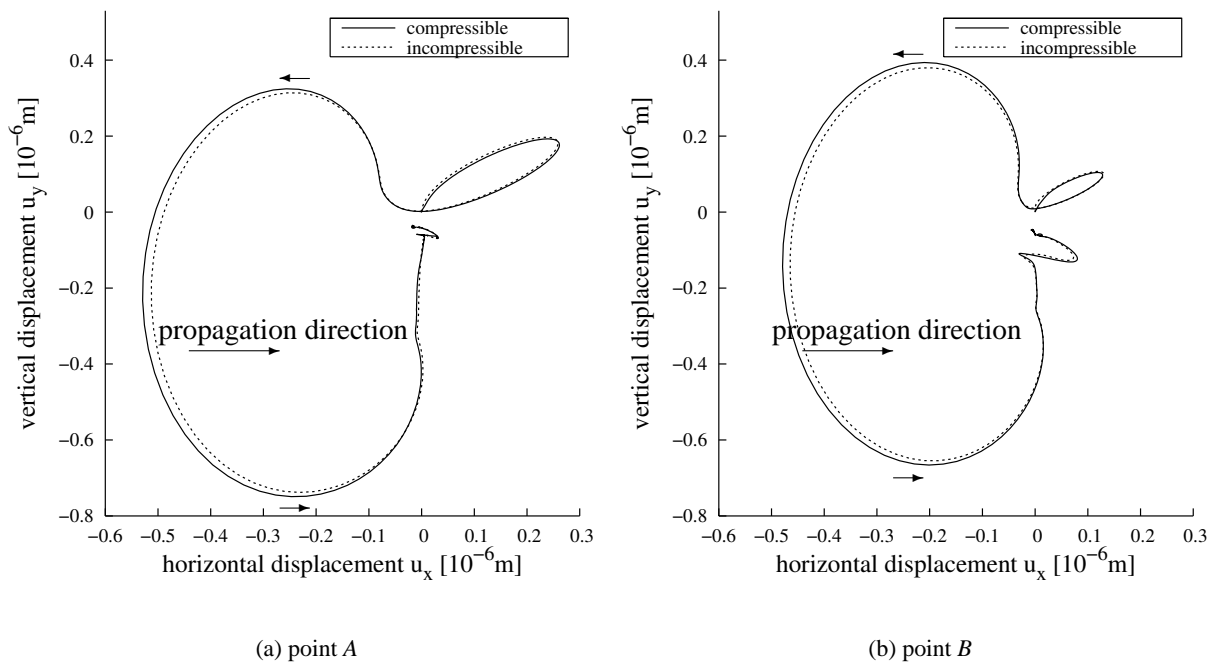 compressible
incompressible
0.4
0.2
0
−0.2
−0.4
−0.6
−0.8
vertical displacement u_y [10^−6m]
propagation direction
−0.6 −0.5 −0.4 −0.3 −0.2 −0.1 0 0.1 0.2 0.3
horizontal displacement u_x [10^−6m]
(a) point A
compressible
incompressible
0.4
0.2
0
−0.2
−0.4
−0.6
−0.8
vertical displacement u_y [10^−6m]
propagation direction
−0.6 −0.5 −0.4 −0.3 −0.2 −0.1 0 0.1 0.2 0.3
horizontal displacement u_x [10^−6m]
(b) point B